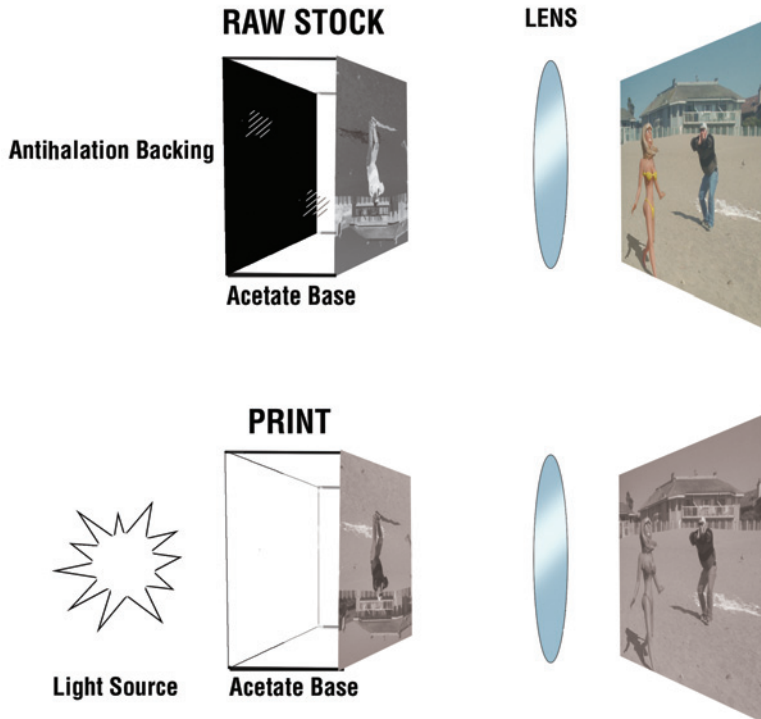 RAW STOCK
LENS
Antihalation Backing
Acetate Base
PRINT
Light Source
Acetate Base